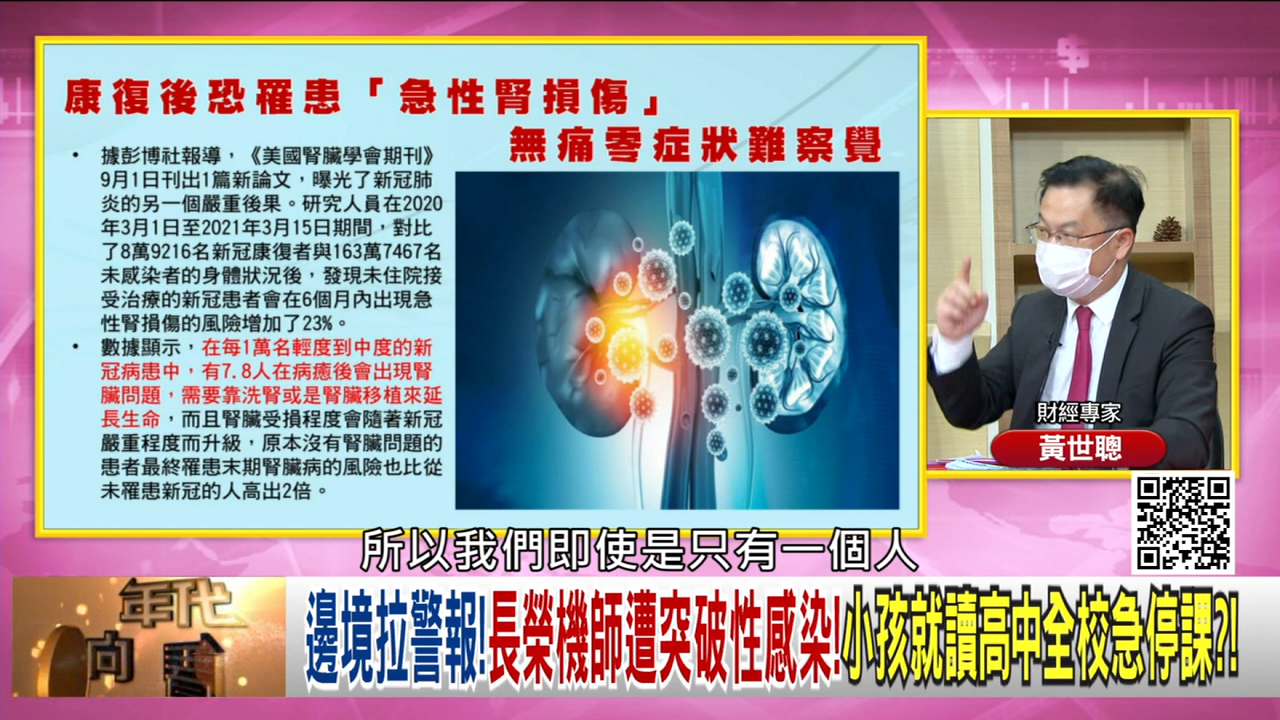 康復後恐罹患「急性腎損傷」
無痛零症狀難察覺
• 據彭博社報導，《美國腎臟學會期刊》
9月1日刊出1篇新論文，曝光了新冠肺
炎的另一個嚴重後果。研究人員在2020
年3月1日至2021年3月15日期間，對比
了8萬9216名新冠康復者與163萬7467名
未感染者的身體狀況後，發現未住院接
受治療的新冠患者會在6個月內出現急
性腎損傷的風險增加了23%。
• 數據顯示，在每1萬名輕度到中度的新
冠病患中，有7.8人在病癒後會出現腎
臟問題，需要靠洗腎或是腎臟移植來延
長生命，而且腎臟受損程度會隨著新冠
嚴重程度而升級，原本沒有腎臟問題的
患者最終罹患末期腎臟病的風險也比從
未罹患新冠的人高出2倍。
財經專家
黃世聰
所以我們即使是只有一個人
年代
向錢看
邊境拉警報!長榮機師遭突破性感染!小孩就讀高中全校急停課?!